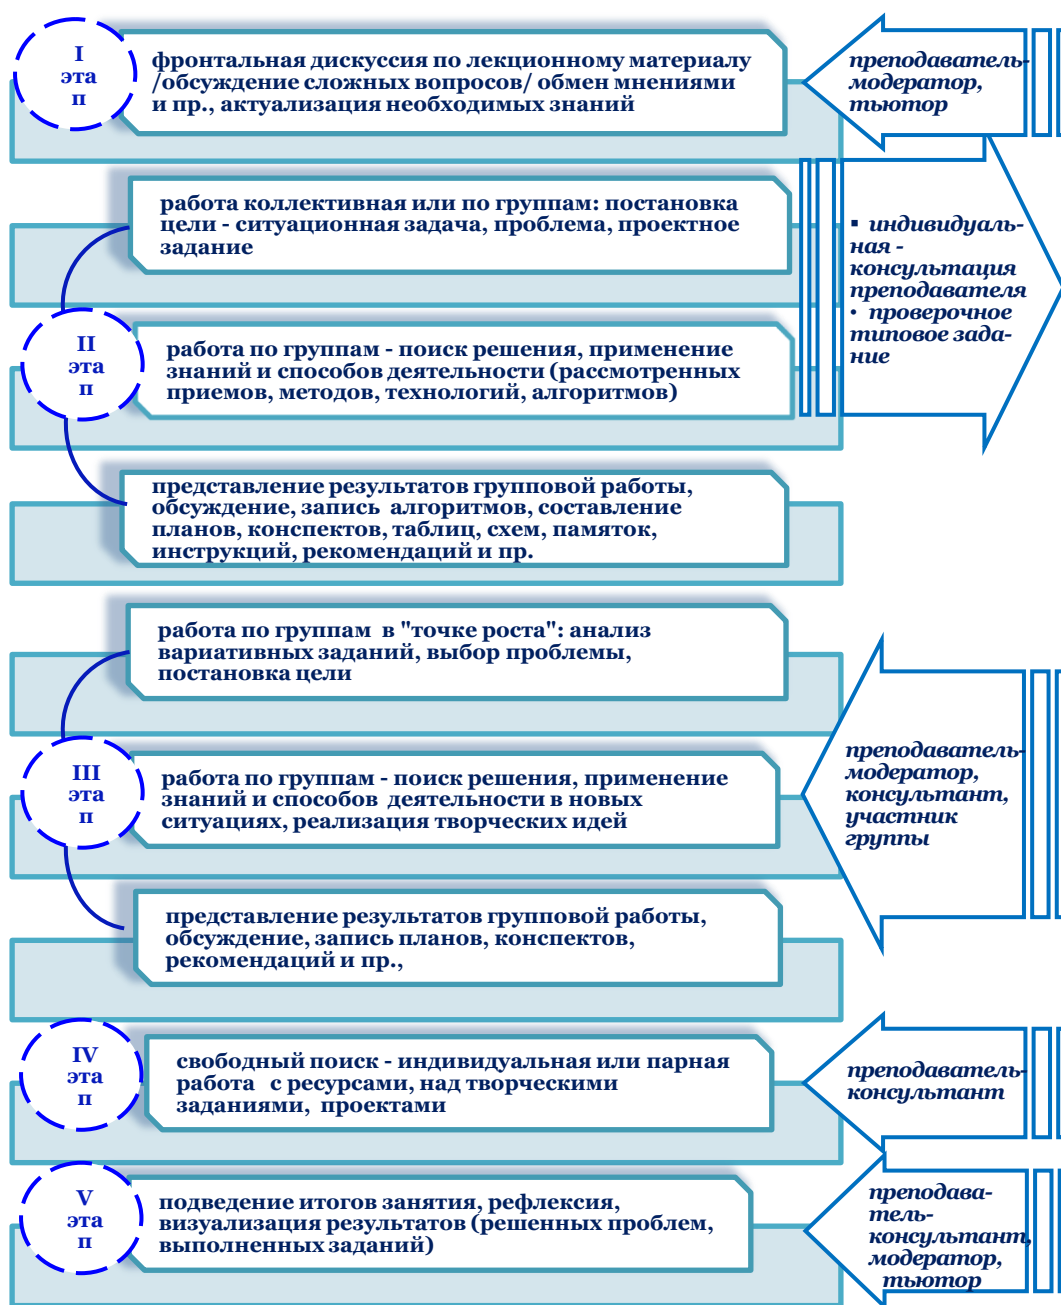 I
эта
п
фронтальная дискуссия по лекционному материалу
/обсуждение сложных вопросов/ обмен мнениями
и пр., актуализация необходимых знаний
преподаватель-
модератор,
тьютор
работа коллективная или по группам: постановка
цели - ситуационная задача, проблема, проектное
задание
▪ индивидуаль-
ная -
консультация
преподавателя
• проверочное
типовое зада-
ние
II
эта
п
работа по группам - поиск решения, применение
знаний и способов деятельности (рассмотренных
приемов, методов, технологий, алгоритмов)
представление результатов групповой работы,
обсуждение, запись алгоритмов, составление
планов, конспектов, таблиц, схем, памяток,
инструкций, рекомендаций и пр.
работа по группам в "точке роста": анализ
вариативных заданий, выбор проблемы,
постановка цели
III
эта
п
работа по группам - поиск решения, применение
знаний и способов деятельности в новых
ситуациях, реализация творческих идей
преподаватель-
модератор,
консультант,
участник
группы
представление результатов групповой работы,
обсуждение, запись планов, конспектов,
рекомендаций и пр.,
IV
эта
п
свободный поиск - индивидуальная или парная
работа с ресурсами, над творческими
заданиями, проектами
преподаватель-
консультант
V
эта
п
подведение итогов занятия, рефлексия,
визуализация результатов (решенных проблем,
выполненных заданий)
преподава-
тель-
консультант,
модератор,
тьютор